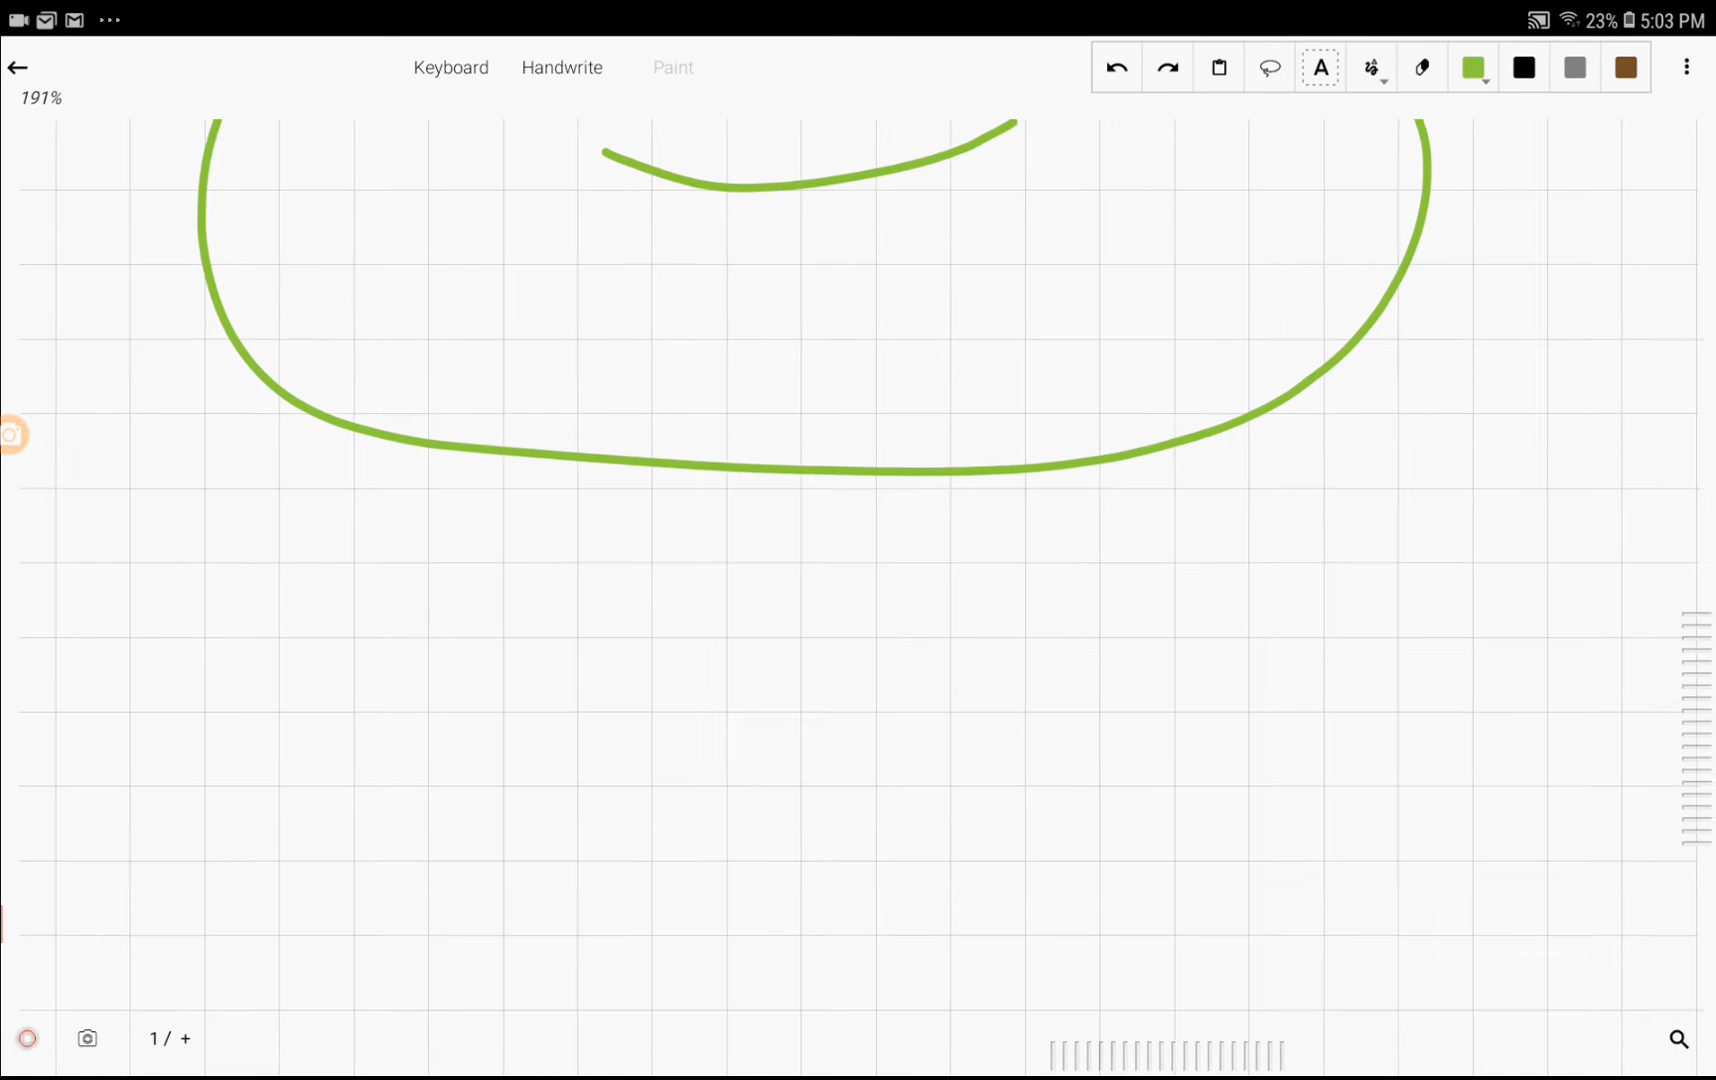 23% 5:03 PM
Keyboard Handwrite Paint A
191%
1 / +